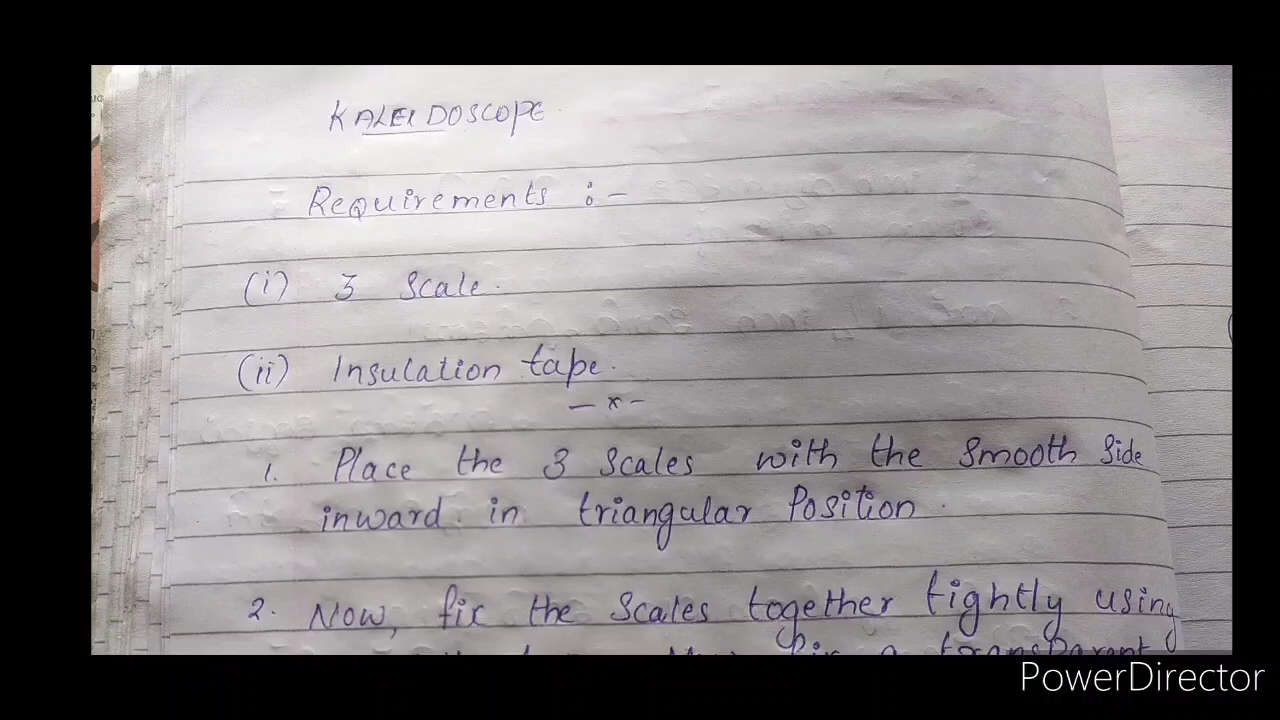 KALEIDOSCOPE
Requirements :-
(i) 3 Scale.
(ii) Insulation tape.
-x-
1. Place the 3 Scales with the Smooth Side
inward in triangular Position.
2. Now, fix the Scales together tightly using
a transparent
PowerDirector